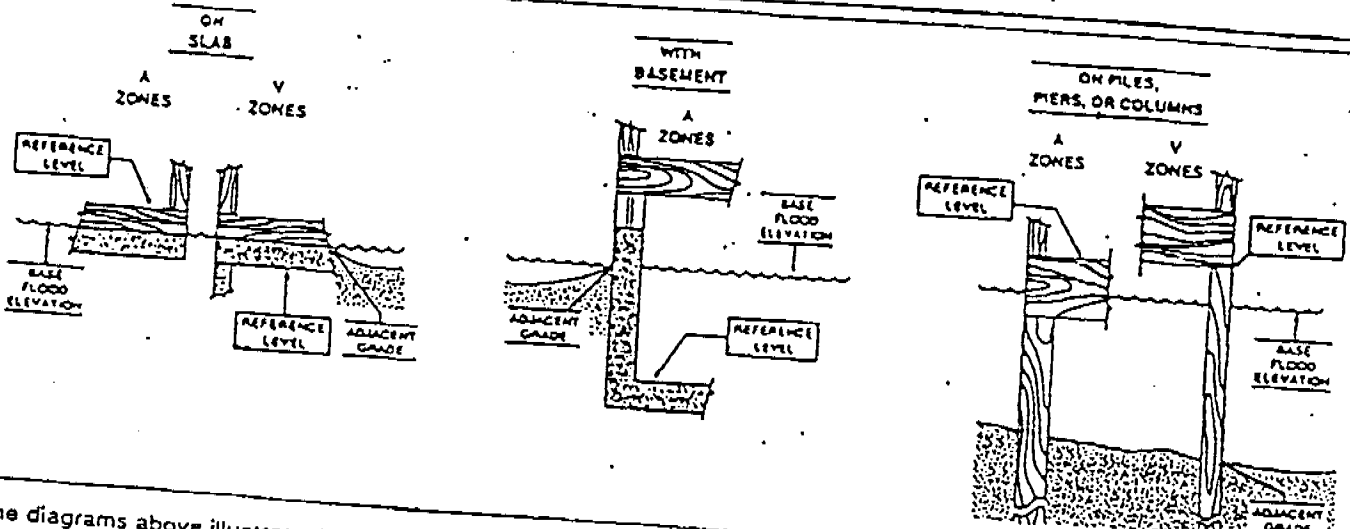 ON
SLAB
A
ZONES
V
ZONES
REFERENCE
LEVEL
BASE
FLOOD
ELEVATION
REFERENCE
LEVEL
ADJACENT
GRADE
WITH
BASEMENT
A
ZONES
BASE
FLOOD
ELEVATION
ADJACENT
GRADE
REFERENCE
LEVEL
ON PILES,
PIERS, OR COLUMNS
A
ZONES
V
ZONES
REFERENCE
LEVEL
REFERENCE
LEVEL
BASE
FLOOD
ELEVATION
ADJACENT
GRADE
diagrams above